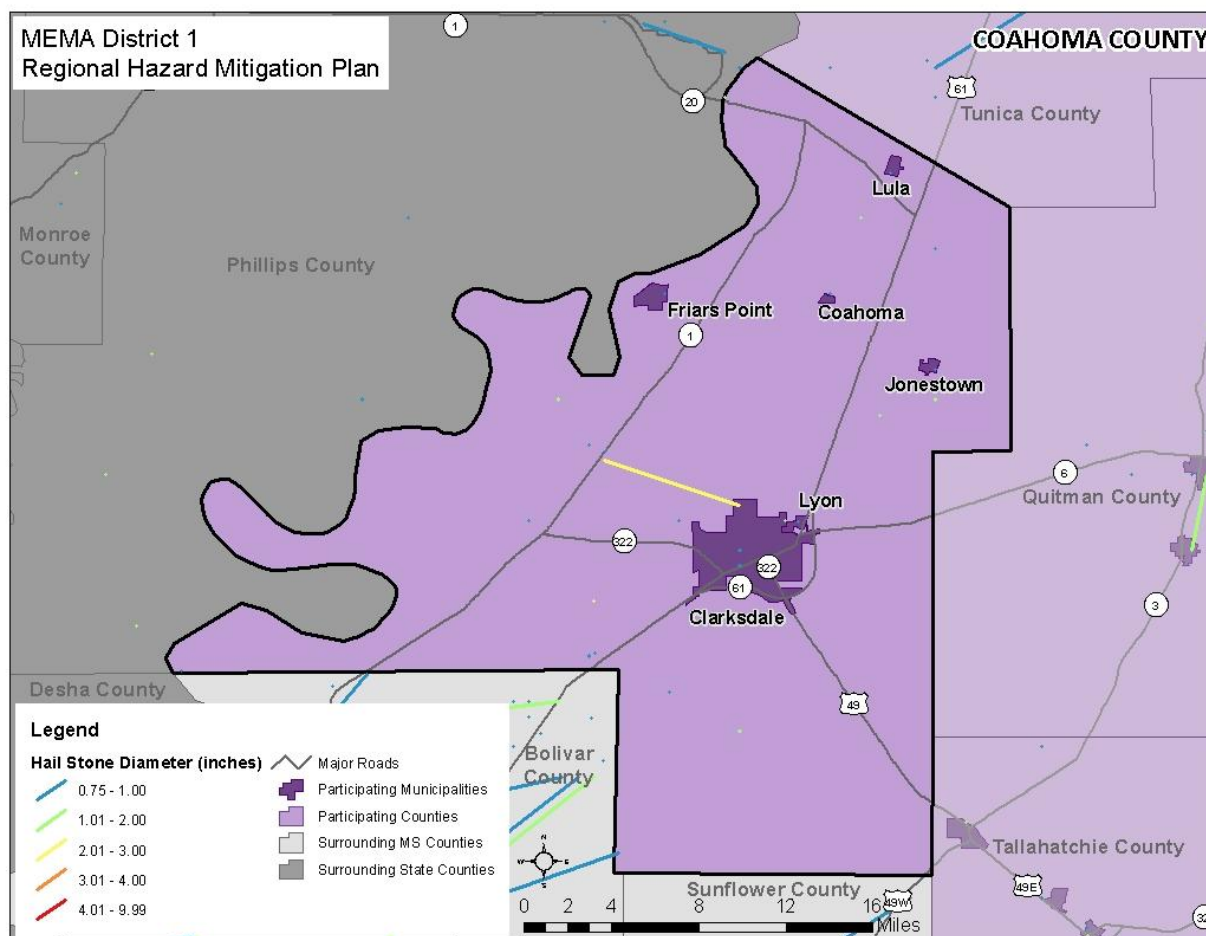 MEMA District 1
Regional Hazard Mitigation Plan
COAHOMA COUNTY
1
61
20
Tunica County
Lula
Monroe
County
Phillips County
Friars Point
Coahoma
1
Jonestown
6
Lyon
Quitman County
322
322
61
Clarksdale
3
Desha County
49
Bolivar
County
Tallahatchie County
Sunflower County
49E
49W
32
Legend
Hail Stone Diameter (inches)
0.75 - 1.00
1.01 - 2.00
2.01 - 3.00
3.01 - 4.00
4.01 - 9.99
Major Roads
Participating Municipalities
Participating Counties
Surrounding MS Counties
Surrounding State Counties
N
W E
S
0 2 4 8 12 16
Miles